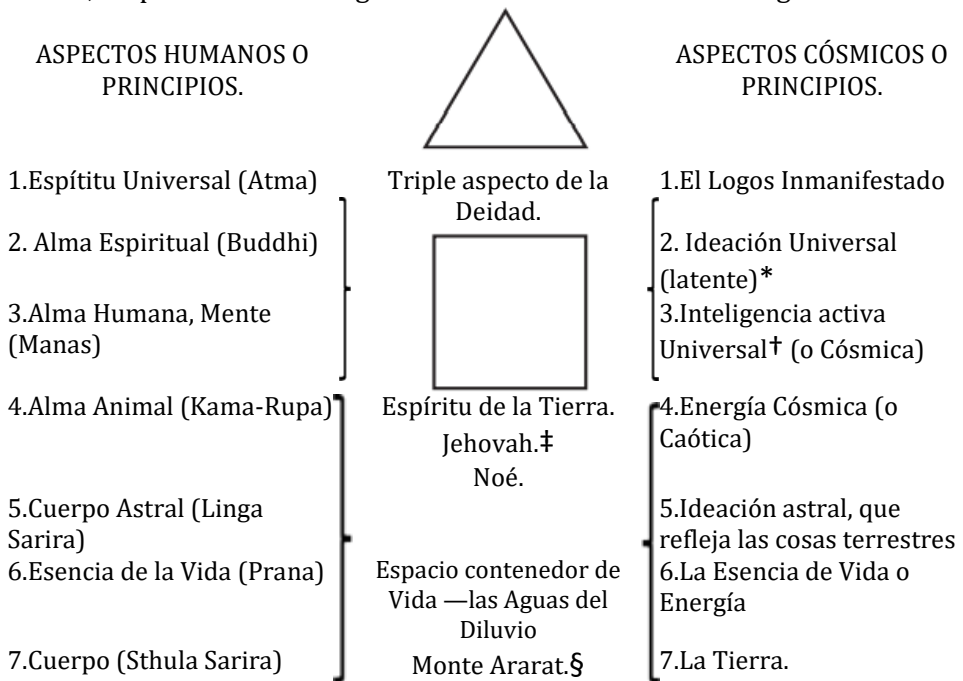 ASPECTOS HUMANOS O
PRINCIPIOS.
1.Espítitu Universal (Atma)
2. Alma Espiritual (Buddhi)
3.Alma Humana, Mente
(Manas)
4.Alma Animal (Kama-Rupa)
5.Cuerpo Astral (Linga
Sarira)
6.Esencia de la Vida (Prana)
7.Cuerpo (Sthula Sarira)
Triple aspecto de la
Deidad.
Espíritu de la Tierra.
Jehovah.‡
Noé.
Espacio contenedor de
Vida —las Aguas del
Diluvio
Monte Ararat.§
ASPECTOS CÓSMICOS O
PRINCIPIOS.
1.El Logos Inmanifestado
2. Ideación Universal
(latente)*
3.Inteligencia activa
Universal† (o Cósmica)
4.Energía Cósmica (o
Caótica)
5.Ideación astral, que
refleja las cosas terrestres
6.La Esencia de Vida o
Energía
7.La Tierra.